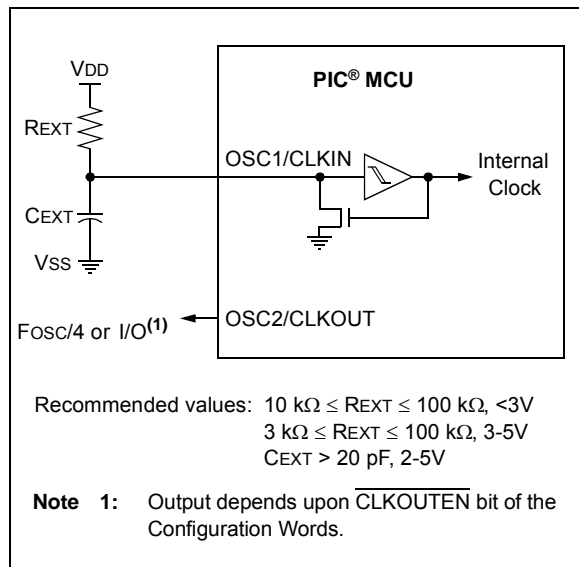 VDD
PIC® MCU
REXT
OSC1/CLKIN
Internal
Clock
CEXT
VSS
OSC2/CLKOUT
FOSC/4 or I/O(1)
Recommended values: 10 kΩ ≤ REXT ≤ 100 kΩ, <3V
3 kΩ ≤ REXT ≤ 100 kΩ, 3-5V
CEXT > 20 pF, 2-5V
Note 1: Output depends upon CLKOUTEN bit of the
Configuration Words.